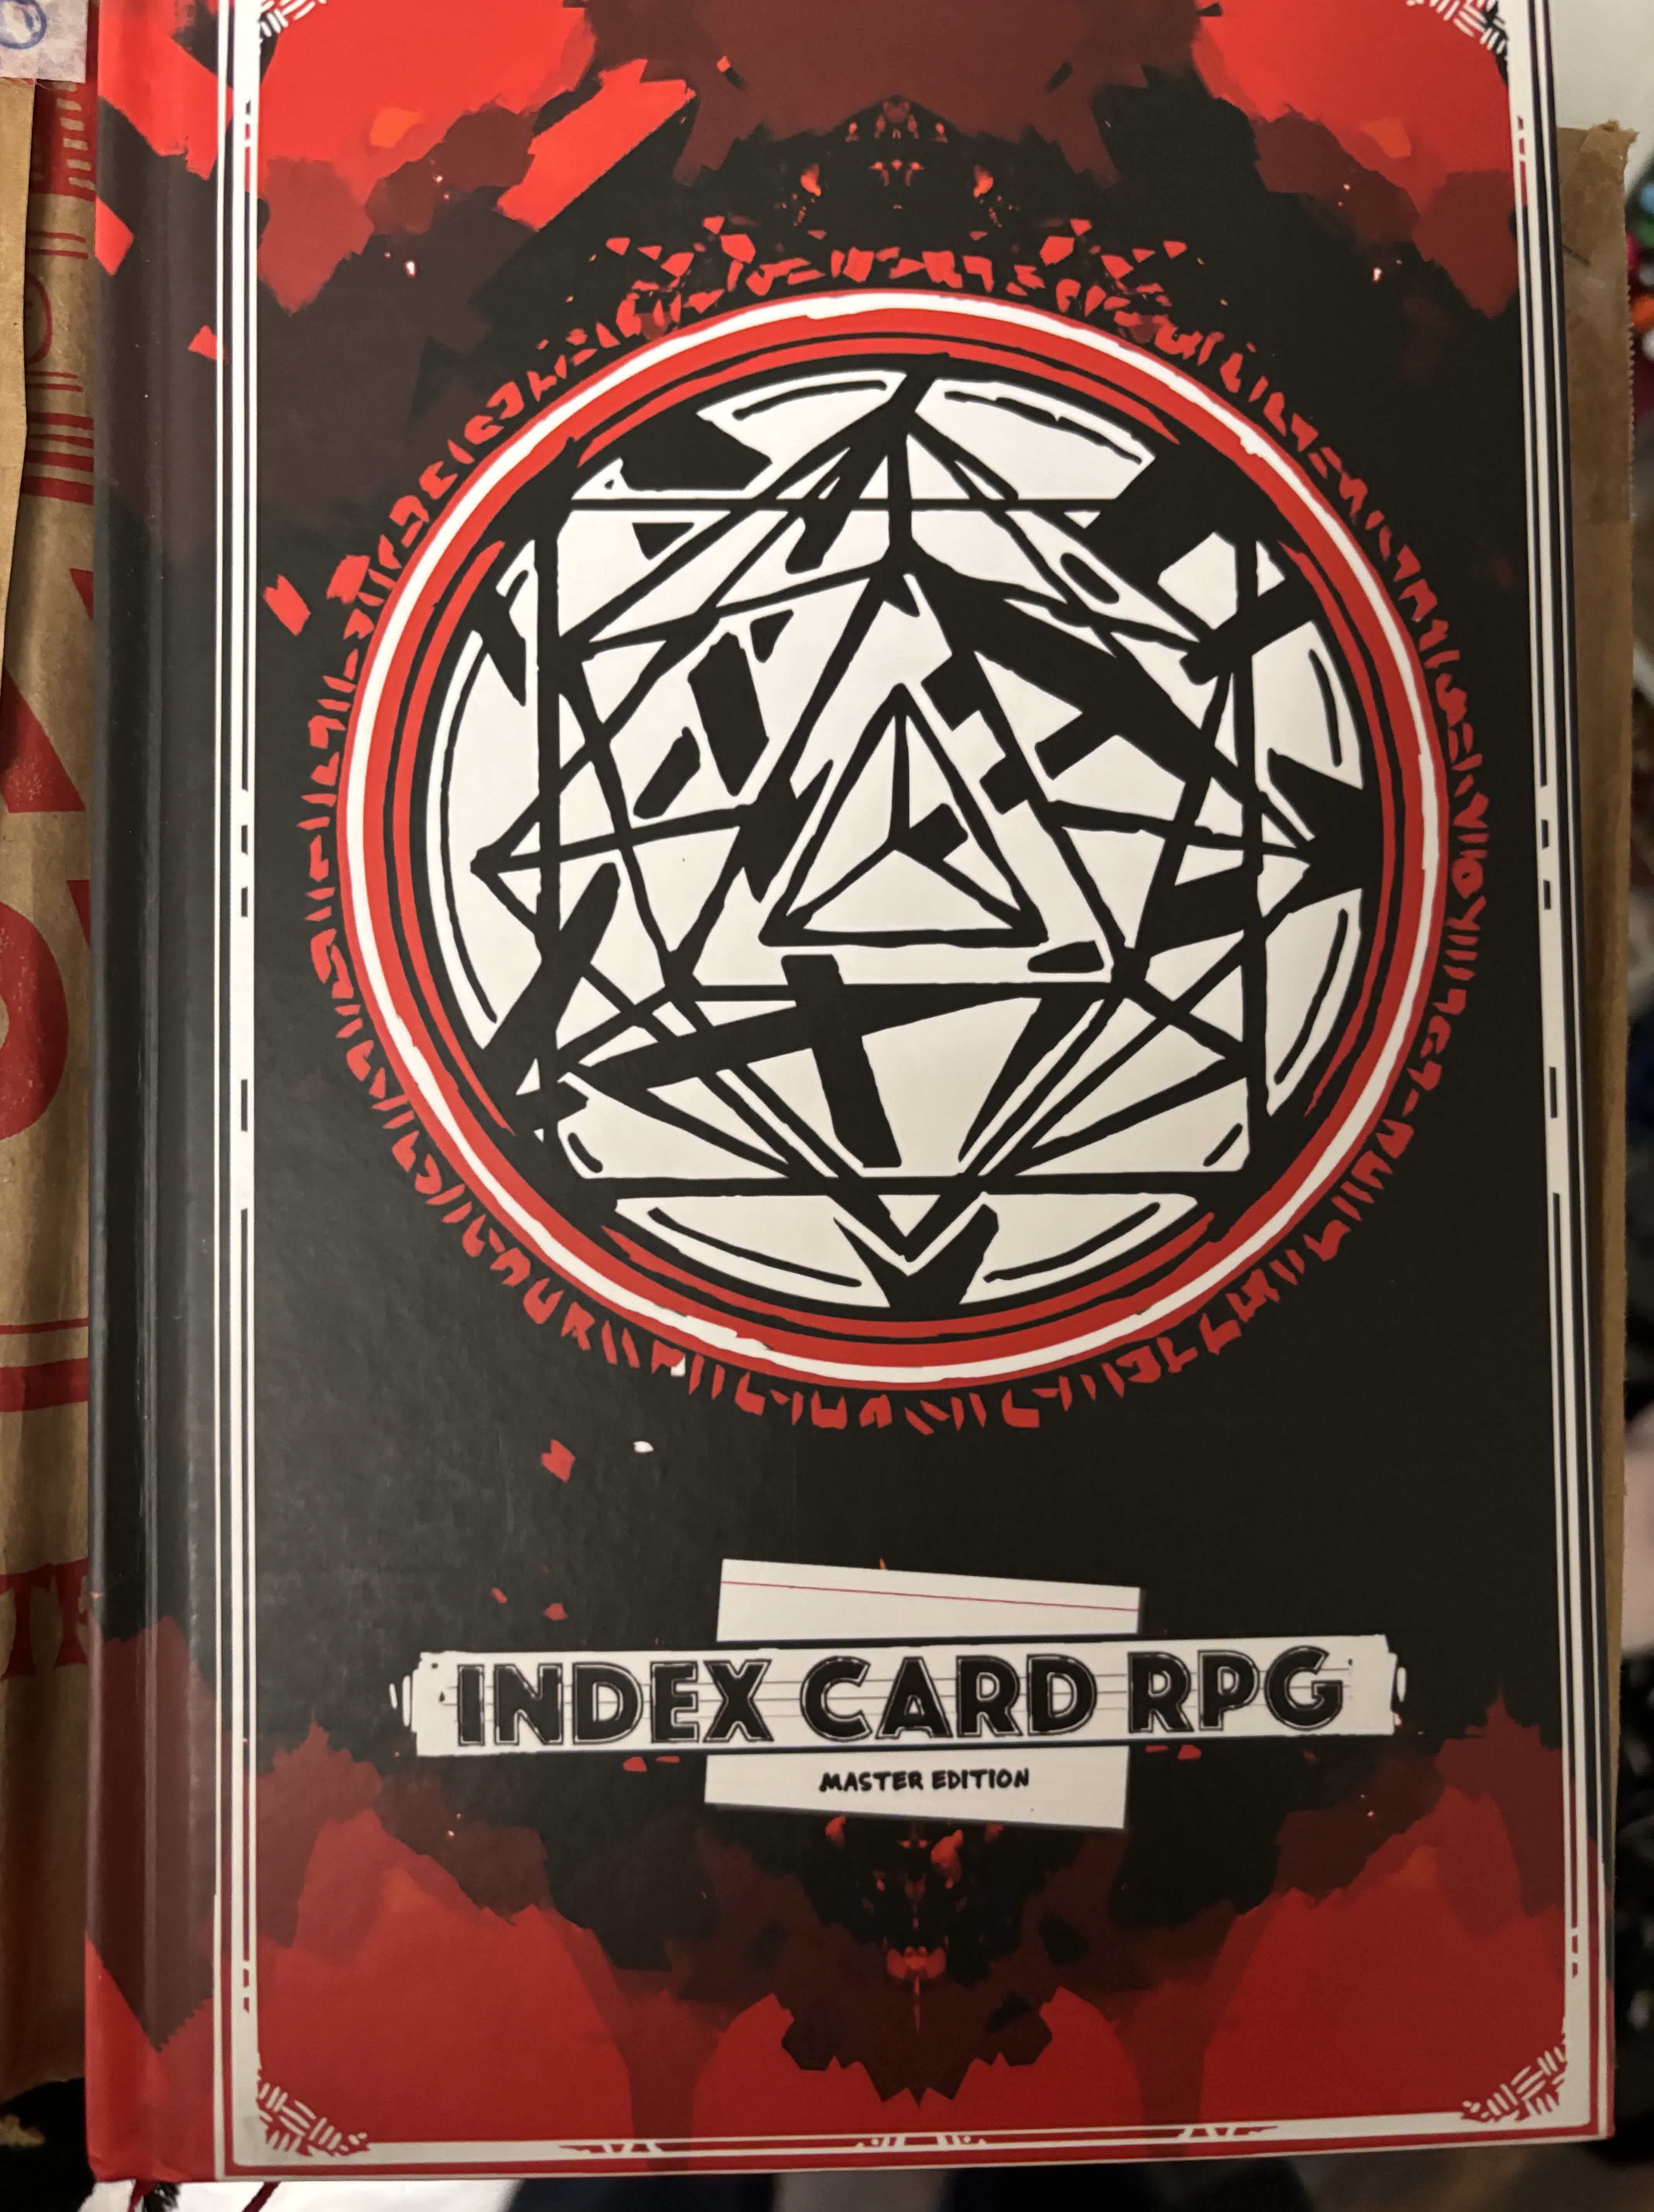 INDEX CARD RPG
MASTER EDITION